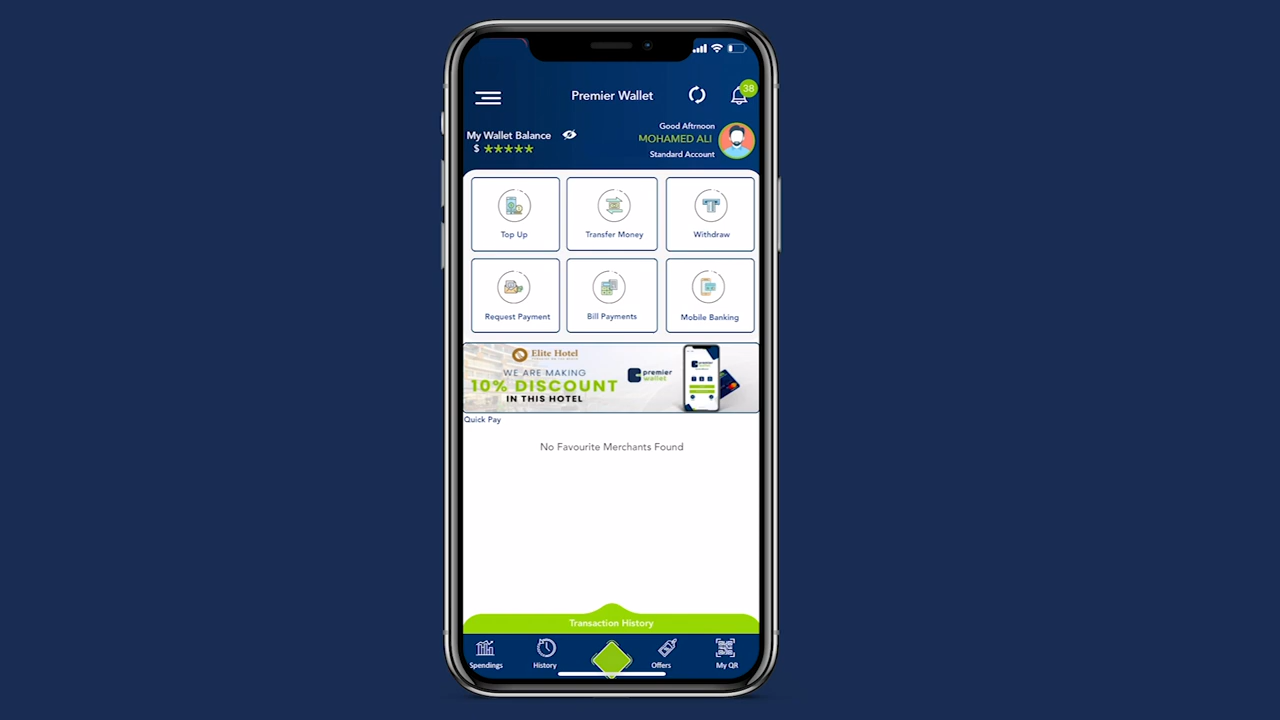 Premier Wallet
38
Good Aftrnoon
My Wallet Balance
MOHAMED ALI
$ *****
Standard Account
Top Up
Transfer Money
Withdraw
Request Payment
Bill Payments
Mobile Banking
Elite Hotel
WE ARE MAKING
10% DISCOUNT
IN THIS HOTEL
premier
wallet
Quick Pay
No Favourite Merchants Found
Transaction History
Spendings
History
Offers
My QR